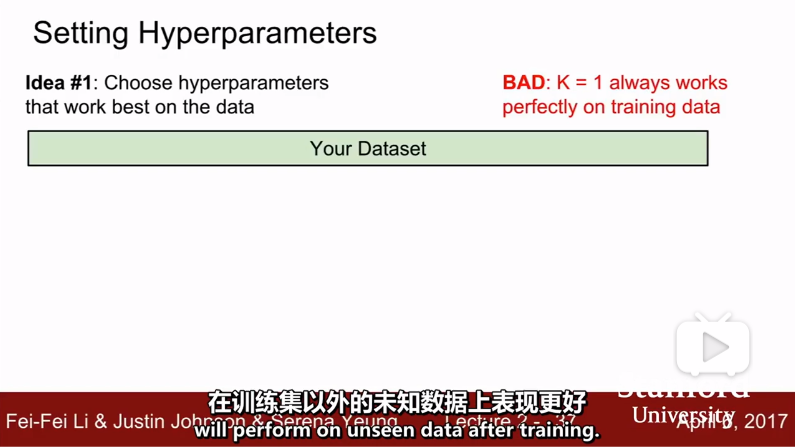 Setting Hyperparameters
Idea #1: Choose hyperparameters
that work best on the data
BAD: K = 1 always works
perfectly on training data
Your Dataset
在训练集以外的未知数据上表现更好
will perform on unseen data after training.
Stanford
University
Fei-Fei Li & Justin Johnson & Serena Yeung
Lecture 2 - 37
April 6, 2017